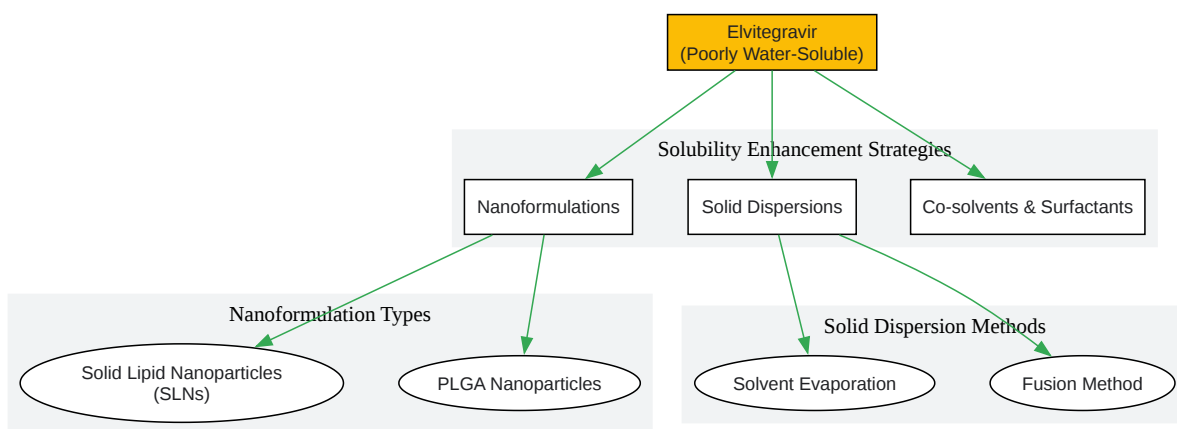 Elvitegravir
(Poorly Water-Soluble)
Solubility Enhancement Strategies
Nanoformulations
Solid Dispersions
Co-solvents & Surfactants
Nanoformulation Types
Solid Dispersion Methods
Solid Lipid Nanoparticles
(SLNs)
PLGA Nanoparticles
Solvent Evaporation
Fusion Method